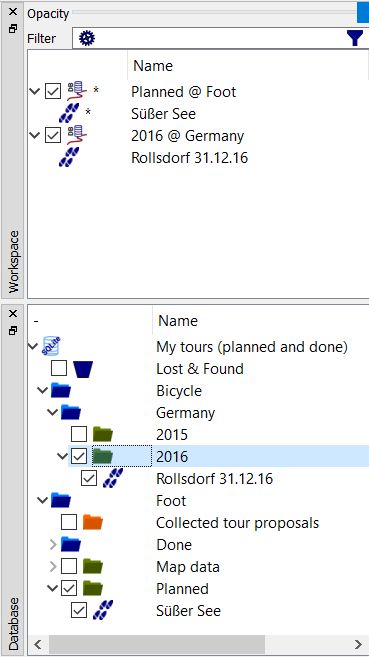 Opacity
Filter
Name
* Planned @ Foot
* Süßer See
2016 @ Germany
Rollsdorf 31.12.16
Workspace
- Name
SQLite My tours (planned and done)
Lost & Found
Bicycle
Germany
2015
2016
Rollsdorf 31.12.16
Foot
Collected tour proposals
Done
Map data
Planned
Süßer See
Database